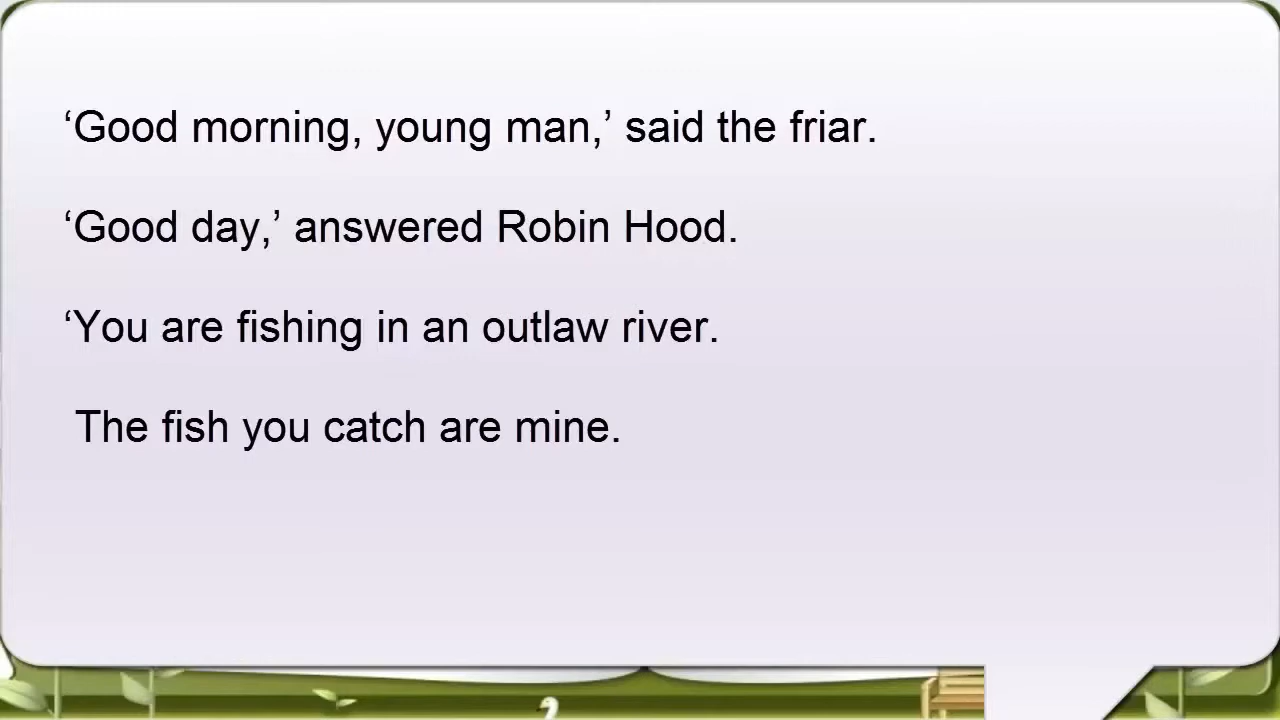 ‘Good morning, young man,’ said the friar.
‘Good day,’ answered Robin Hood.
‘You are fishing in an outlaw river.
The fish you catch are mine.